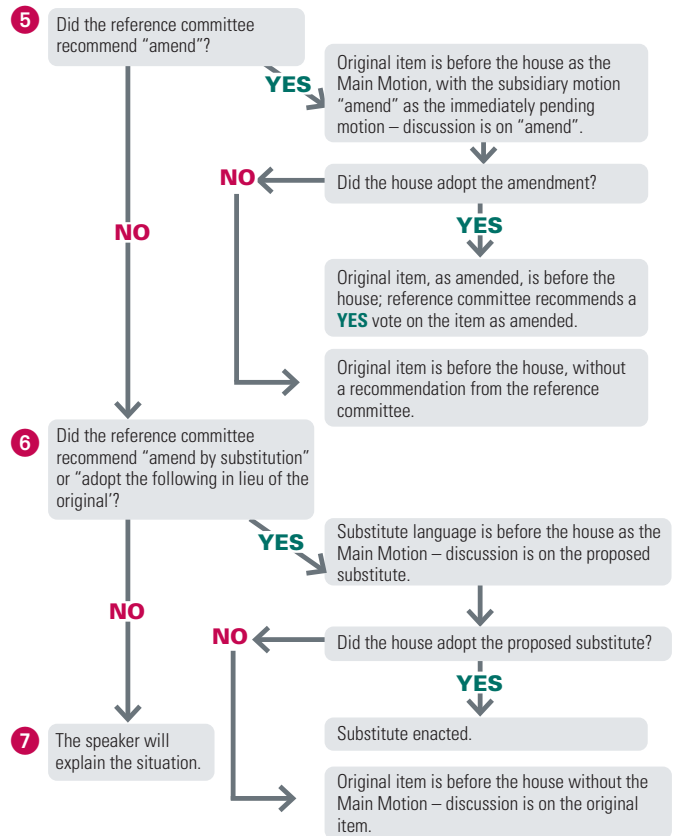 5
Did the reference committee
recommend “amend”?
YES
Original item is before the house as the
Main Motion, with the subsidiary motion
“amend” as the immediately pending
motion – discussion is on “amend”.
NO
Did the house adopt the amendment?
NO
YES
Original item, as amended, is before the
house; reference committee recommends a
YES vote on the item as amended.
Original item is before the house, without
a recommendation from the reference
committee.
6
Did the reference committee
recommend “amend by substitution”
or “adopt the following in lieu of the
original’?
YES
Substitute language is before the house as the
Main Motion – discussion is on the proposed
substitute.
NO
NO
Did the house adopt the proposed substitute?
YES
7
The speaker will
explain the situation.
Substitute enacted.
Original item is before the house without the
Main Motion – discussion is on the original
item.